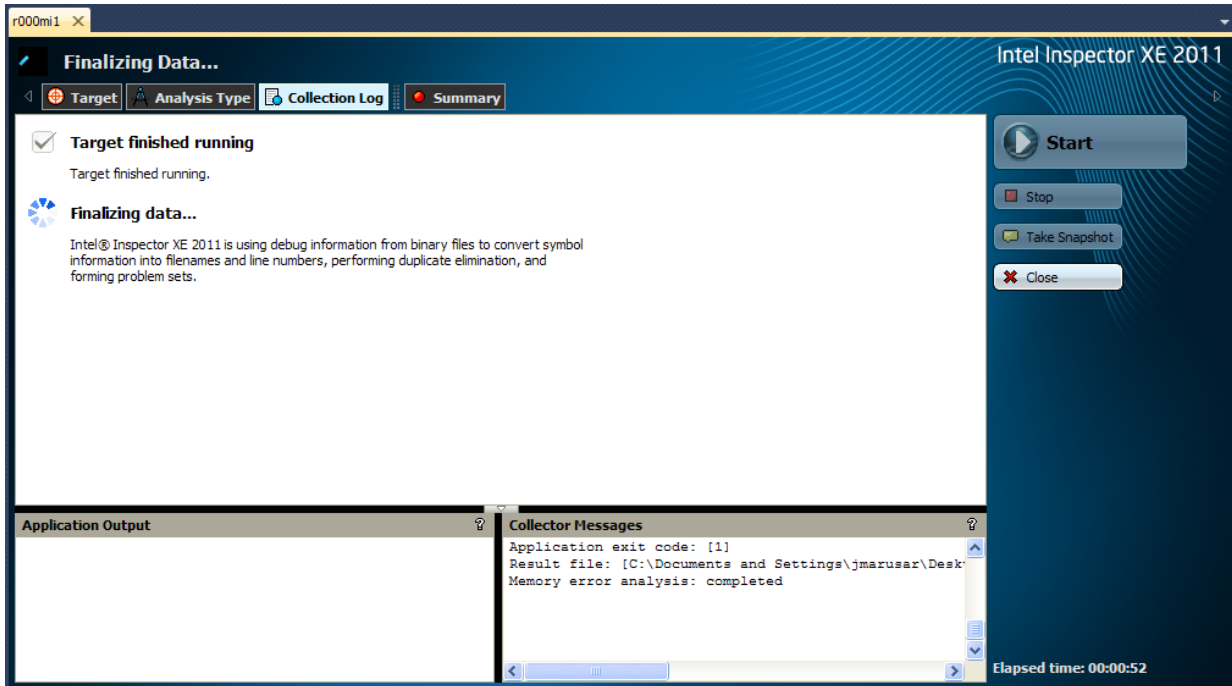 r000mi1
Finalizing Data...
Intel Inspector XE 2011
Target
Analysis Type
Collection Log
Summary
Target finished running
Target finished running.
Finalizing data...
Intel® Inspector XE 2011 is using debug information from binary files to convert symbol
information into filenames and line numbers, performing duplicate elimination, and
forming problem sets.
Start
Stop
Take Snapshot
Close
Application Output ?
Collector Messages ?
Application exit code: [1]
Result file: [C:\Documents and Settings\jmarusar\Desk
Memory error analysis: completed
Elapsed time: 00:00:52